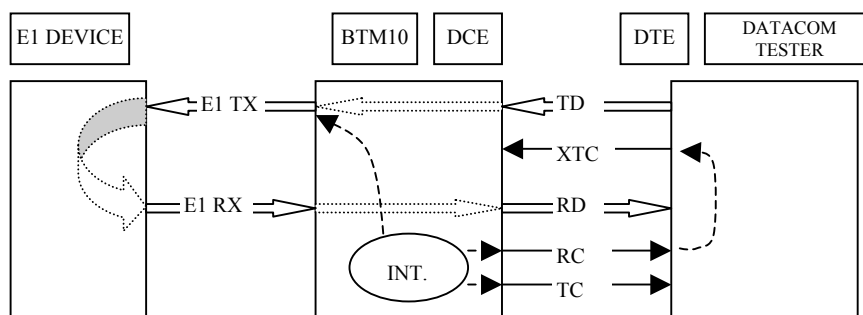 E1 DEVICE
BTM10
DCE
DTE
DATACOM
TESTER
E1 TX
TD
XTC
E1 RX
RD
RC
INT.
TC